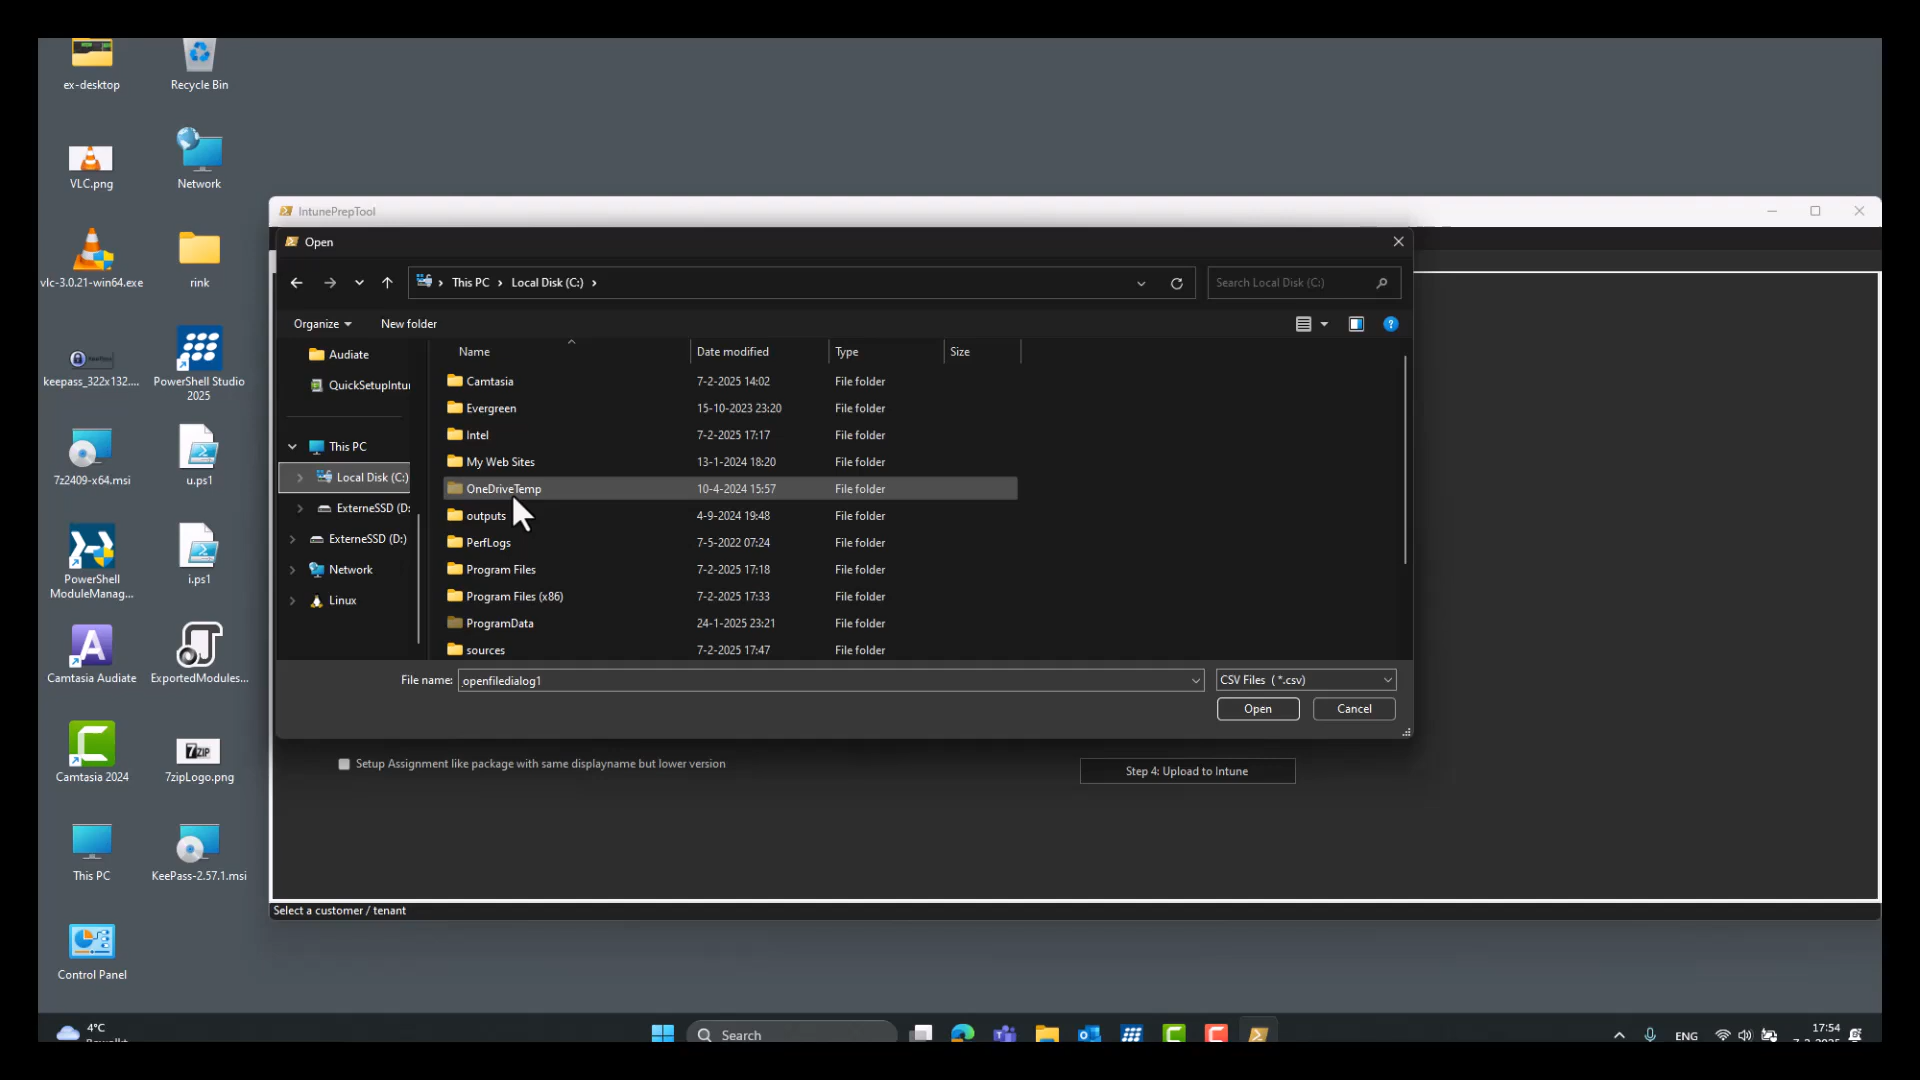 ex-desktop
Recycle Bin
VLC.png
Network
vlc-3.0.21-win64.exe
rink
keepass_322x132....
PowerShell Studio
2025
7z2409-x64.msi
u.ps1
PowerShell
ModuleManag...
i.ps1
Camtasia Audiate
ExportedModules...
Camtasia 2024
7ZIP
7zipLogo.png
This PC
KeePass-2.57.1.msi
Control Panel
IntunePrepTool
Open
This PC
Local Disk (C:)
Search Local Disk (C:)
Organize
New folder
Audiate
QuickSetupIntu
This PC
Local Disk (C:)
ExterneSSD (D:
ExterneSSD (D:)
Network
Linux
Name Date modified Type Size
Camtasia 7-2-2025 14:02 File folder
Evergreen 15-10-2023 23:20 File folder
Intel 7-2-2025 17:17 File folder
My Web Sites 13-1-2024 18:20 File folder
OneDriveTemp 10-4-2024 15:57 File folder
outputs 4-9-2024 19:48 File folder
PerfLogs 7-5-2022 07:24 File folder
Program Files 7-2-2025 17:18 File folder
Program Files (x86) 7-2-2025 17:33 File folder
ProgramData 24-1-2025 23:21 File folder
sources 7-2-2025 17:47 File folder
File name: openfiledialog1 CSV Files (*.csv)
Open Cancel
Setup Assignment like package with same displayname but lower version
Step 4: Upload to Intune
Select a customer / tenant
4°C
Search
ENG
17:54